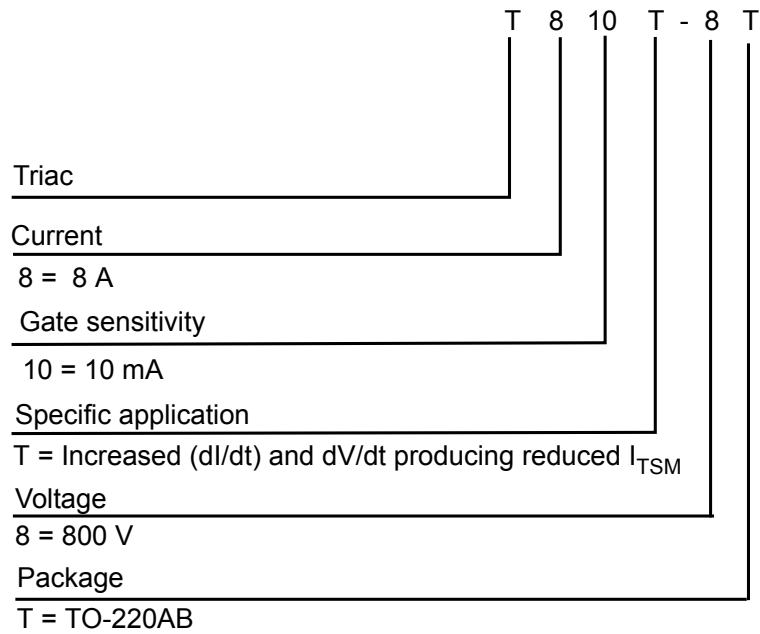 T 8 10 T - 8 T
Triac
Current
8 = 8 A
Gate sensitivity
10 = 10 mA
Specific application
T = Increased (dI/dt) and dV/dt producing reduced ITSM
Voltage
8 = 800 V
Package
T = TO-220AB